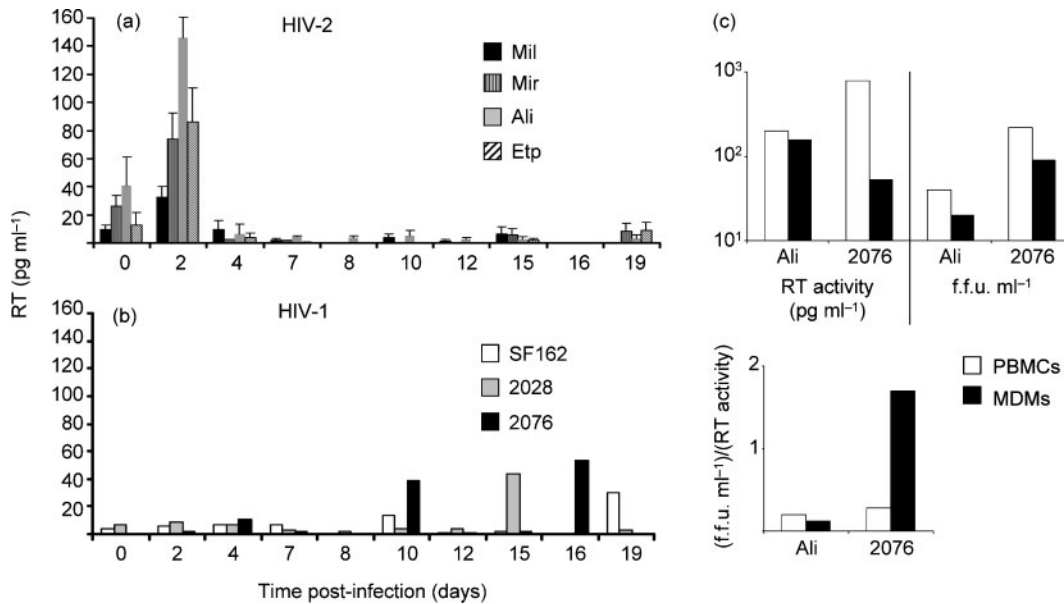 (a)
HIV-2
160
140
120
100
80
60
40
20
Mil
Mir
Ali
Etp
0 2 4 7 8 10 12 15 16 19
RT (pg ml⁻¹)
(b)
HIV-1
160
140
120
100
80
60
40
20
SF162
2028
2076
0 2 4 7 8 10 12 15 16 19
Time post-infection (days)
(c)
10³
10²
10¹
Ali 2076 Ali 2076
RT activity f.f.u. ml⁻¹
(pg ml⁻¹)
PBMCs
MDMs
2
1
(f.f.u. ml⁻¹)/(RT activity)
Ali 2076